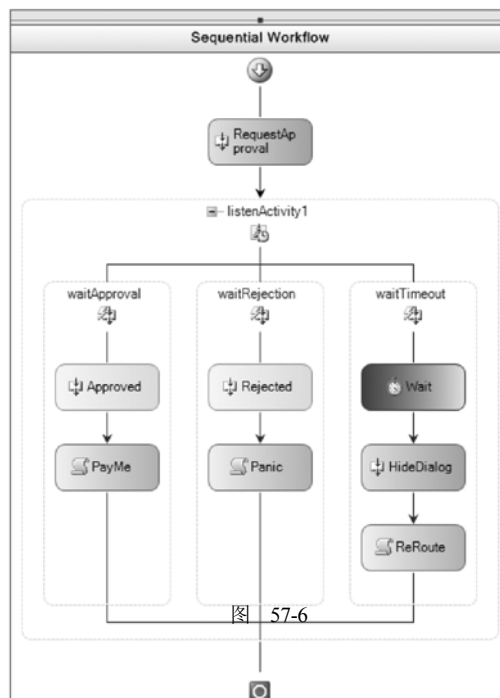 Sequential Workflow
RequestAp
proval
listenActivity1
waitApproval
waitRejection
waitTimeout
Approved
Rejected
Wait
PayMe
Panic
HideDialog
ReRoute
图 57-6